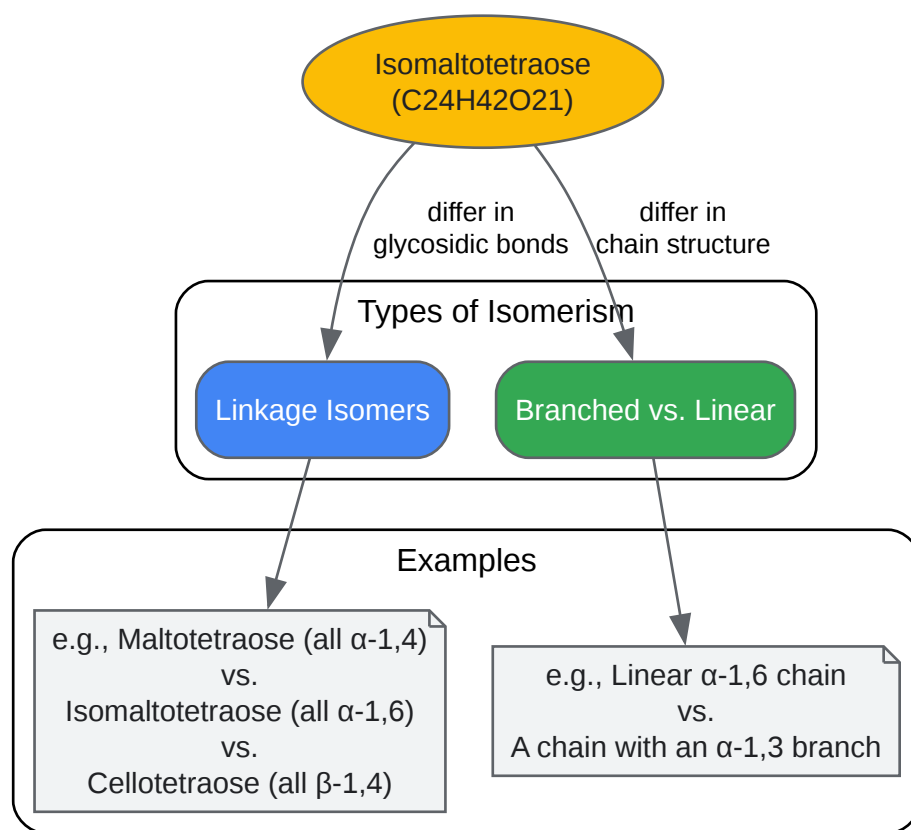 Isomaltotetraose
(C24H42O21)
differ in
glycosidic bonds
differ in
chain structure
Types of Isomerism
Linkage Isomers
Branched vs. Linear
Examples
e.g., Maltotetraose (all α-1,4)
vs.
Isomaltotetraose (all α-1,6)
vs.
Cellotetraose (all β-1,4)
e.g., Linear α-1,6 chain
vs.
A chain with an α-1,3 branch